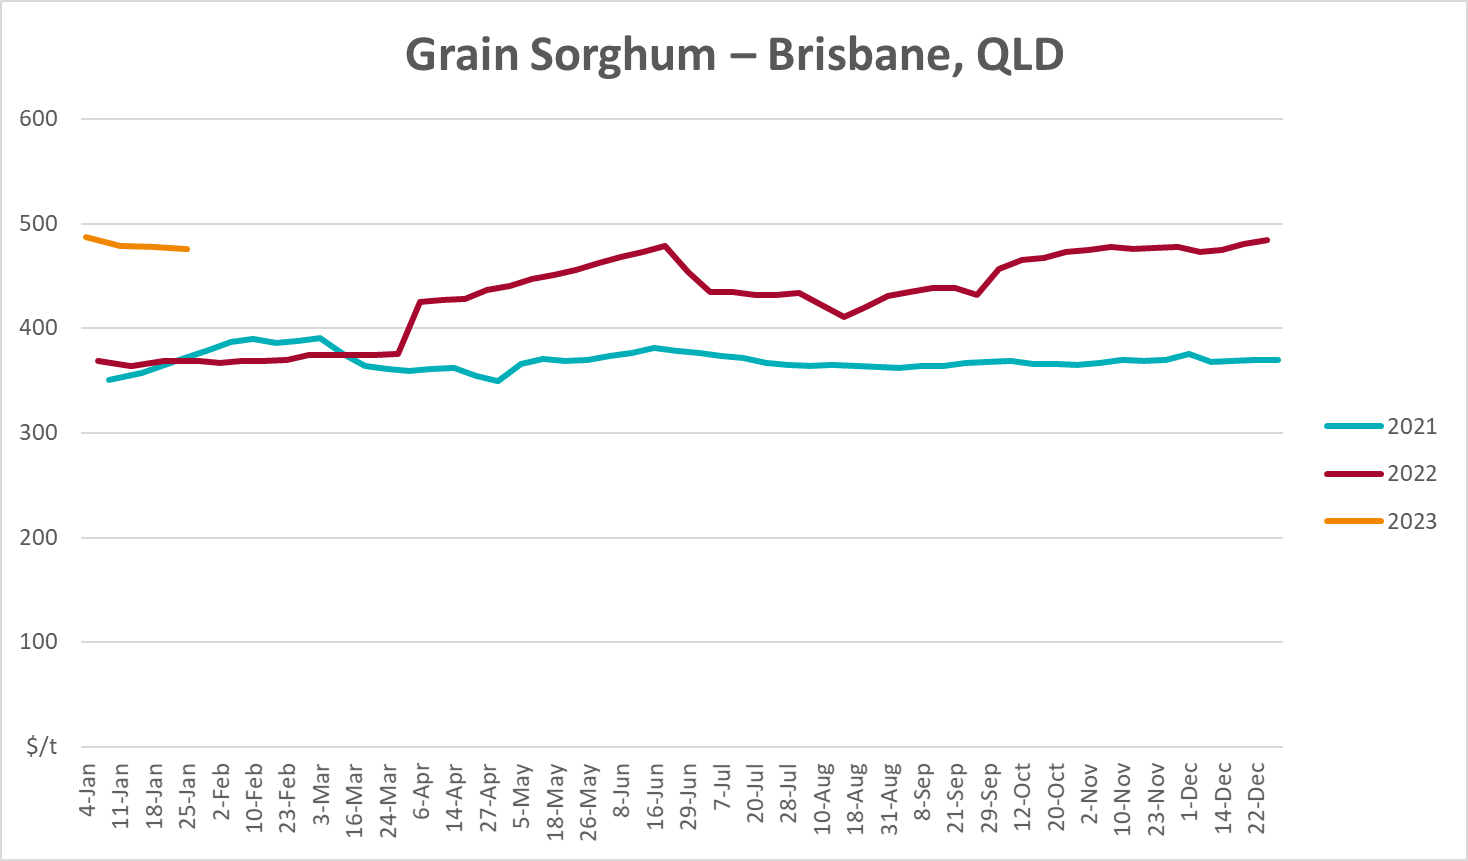 Grain Sorghum – Brisbane, QLD
600
500
400
300
200
100
$/t
4-Jan
11-Jan
18-Jan
25-Jan
2-Feb
10-Feb
23-Feb
3-Mar
16-Mar
24-Mar
6-Apr
14-Apr
27-Apr
5-May
18-May
26-May
8-Jun
16-Jun
29-Jun
7-Jul
20-Jul
28-Jul
10-Aug
18-Aug
31-Aug
8-Sep
21-Sep
29-Sep
12-Oct
20-Oct
2-Nov
10-Nov
23-Nov
1-Dec
14-Dec
22-Dec
2021
2022
2023